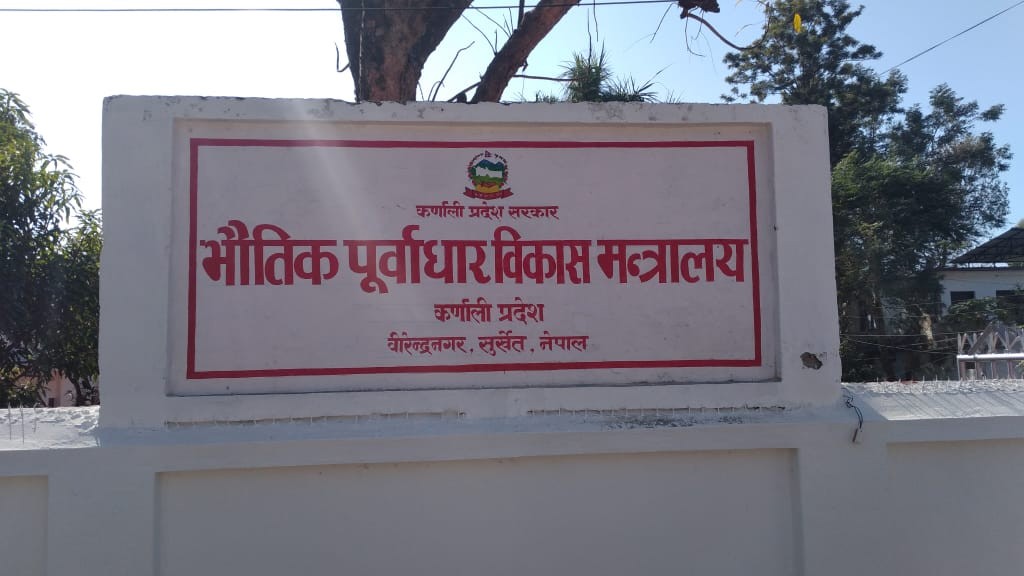 कर्णाली प्रदेश सरकार
भौतिक पूर्वाधार विकास मन्त्रालय
कर्णाली प्रदेश
वीरेन्द्रनगर, सुर्खेत, नेपाल